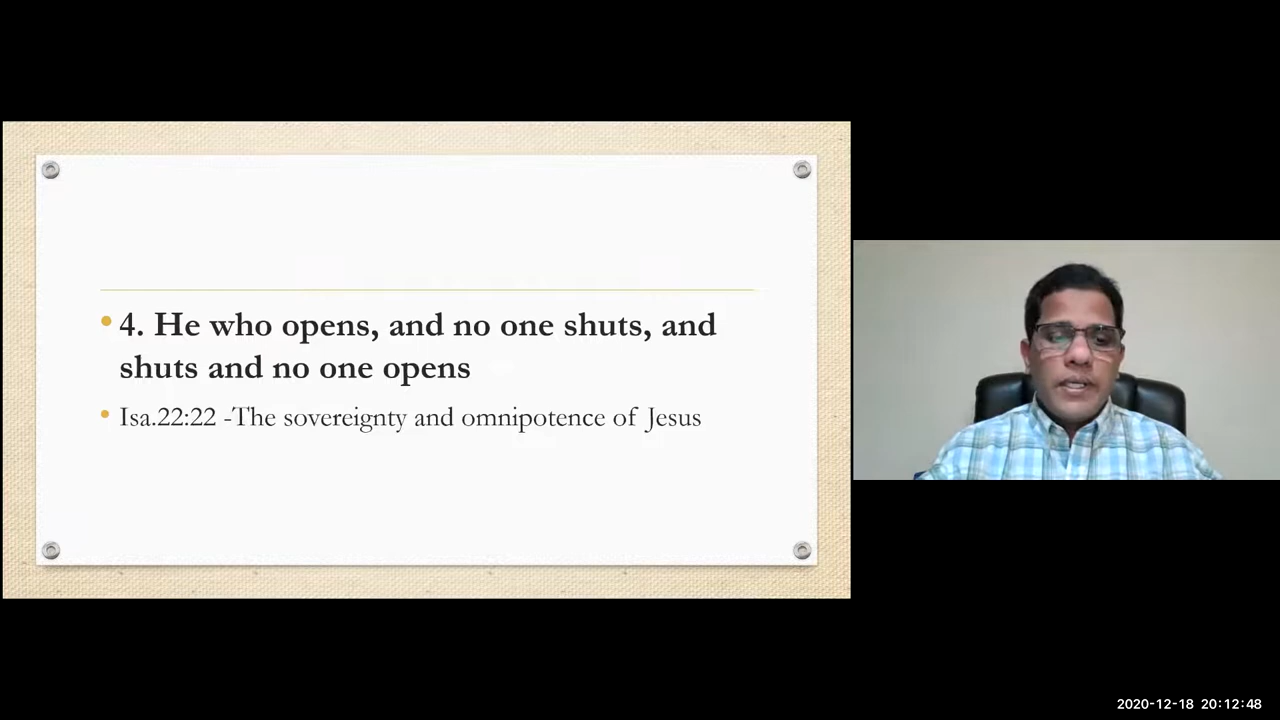 • 4. He who opens, and no one shuts, and
shuts and no one opens
• Isa.22:22 -The sovereignty and omnipotence of Jesus
2020-12-18 20:12:48